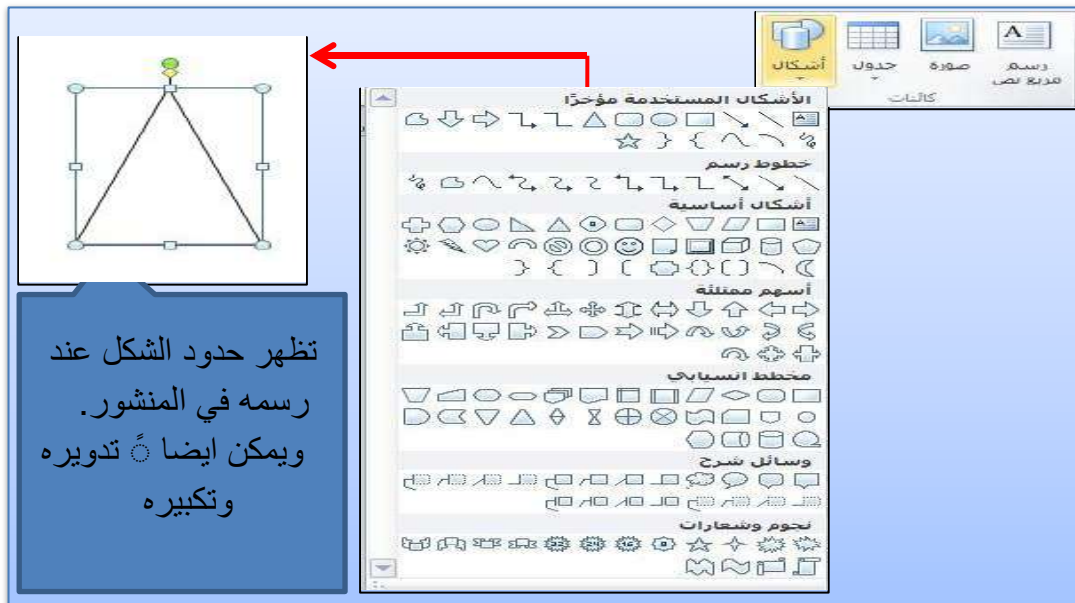 أشكال
جدول
صورة
رسم
مربع نص
كائنات
الأشكال المستخدمة مؤخرًا
خطوط رسم
أشكال أساسية
أسهم ممتلئة
مخطط انسيابي
وسائل شرح
نجوم وشعارات
تظهر حدود الشكل عند
رسمه في المنشور.
ويمكن ايضا ً تدويره
وتكبيره